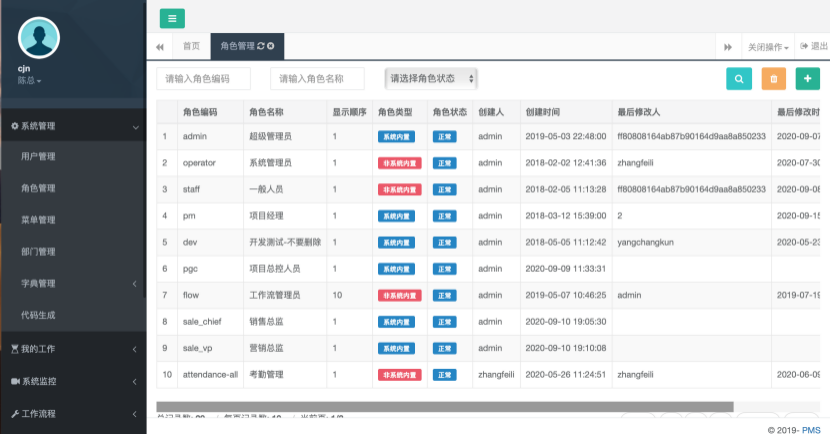 cjn
陈总
系统管理
用户管理
角色管理
菜单管理
部门管理
字典管理
代码生成
我的工作
系统监控
工作流程
首页 角色管理 关闭操作 退出
请输入角色编码 请输入角色名称 请选择角色状态
角色编码 角色名称 显示顺序 角色类型 角色状态 创建人 创建时间 最后修改人 最后修改时
1 admin 超级管理员 1 系统内置 正常 admin 2019-05-03 22:48:00 ff80808164ab87b90164d9aa8a850233 2020-09-07
2 operator 系统管理员 1 非系统内置 正常 admin 2018-02-02 12:41:36 zhangfeili 2020-07-30
3 staff 一般人员 1 非系统内置 正常 admin 2018-02-05 11:13:28 ff80808164ab87b90164d9aa8a850233 2020-09-08
4 pm 项目经理 1 系统内置 正常 admin 2018-03-12 15:39:00 2 2020-09-15
5 dev 开发测试-不要删除 1 系统内置 正常 admin 2018-05-05 11:12:42 yangchangkun 2020-05-23
6 pgc 项目总控人员 1 系统内置 正常 admin 2020-09-09 11:33:31
7 flow 工作流管理员 10 非系统内置 正常 admin 2019-05-07 10:46:25 admin 2019-07-19
8 sale_chief 销售总监 1 系统内置 正常 admin 2020-09-10 19:05:30
9 sale_vp 营销总监 1 系统内置 正常 admin 2020-09-10 19:10:08
10 attendance-all 考勤管理 1 非系统内置 正常 zhangfeili 2020-05-26 11:24:51 zhangfeili 2020-06-09
© 2019- PMS